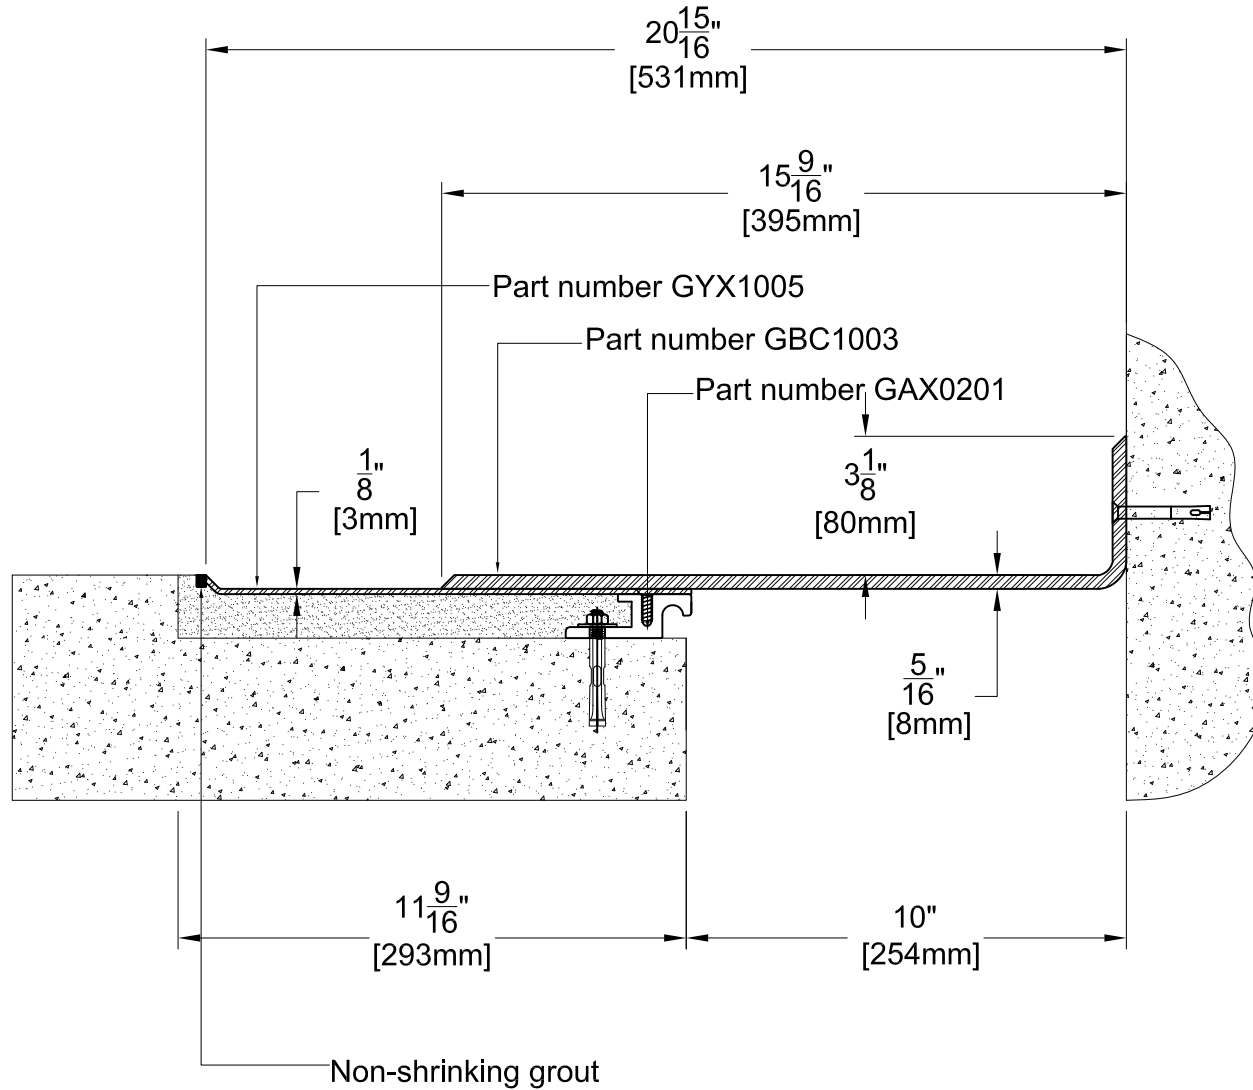 20 15/16"
[531mm]
15 9/16"
[395mm]
Part number GYX1005
Part number GBC1003
Part number GAX0201
1/8"
[3mm]
3 1/8"
[80mm]
5/16"
[8mm]
11 9/16"
[293mm]
10"
[254mm]
Non-shrinking grout